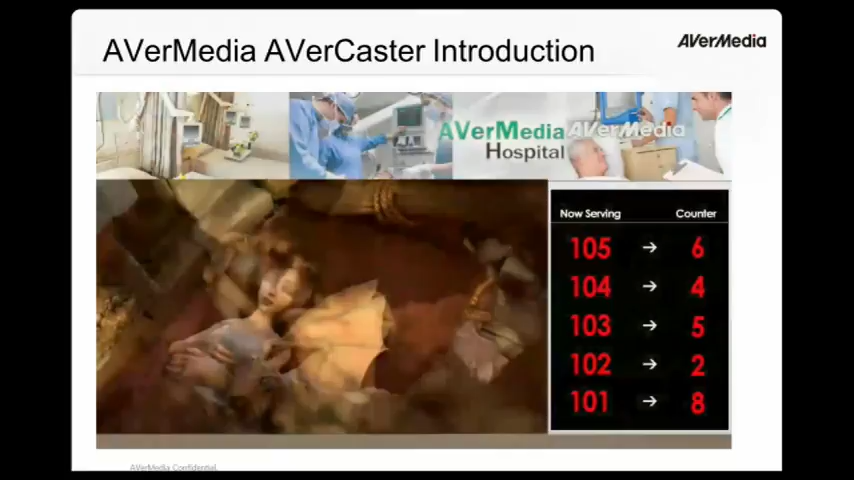 AVerMedia AVerCaster Introduction
AVerMedia
AVerMedia
Hospital
AVerMedia
Now Serving Counter
105 → 6
104 → 4
103 → 5
102 → 2
101 → 8
AVerMedia Confidential.